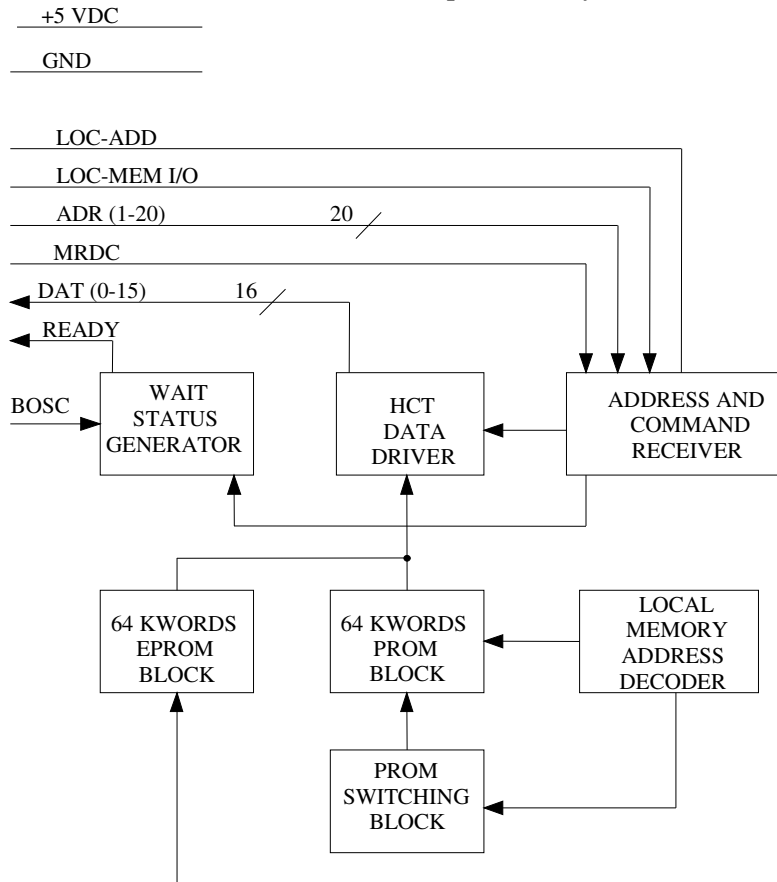 +5 VDC
GND
LOC-ADD
LOC-MEM I/O
ADR (1-20) 20
MRDC
DAT (0-15) 16
READY
BOSC
WAIT
STATUS
GENERATOR
HCT
DATA
DRIVER
ADDRESS AND
COMMAND
RECEIVER
64 KWORDS
EPROM
BLOCK
64 KWORDS
PROM
BLOCK
LOCAL
MEMORY
ADDRESS
DECODER
PROM
SWITCHING
BLOCK